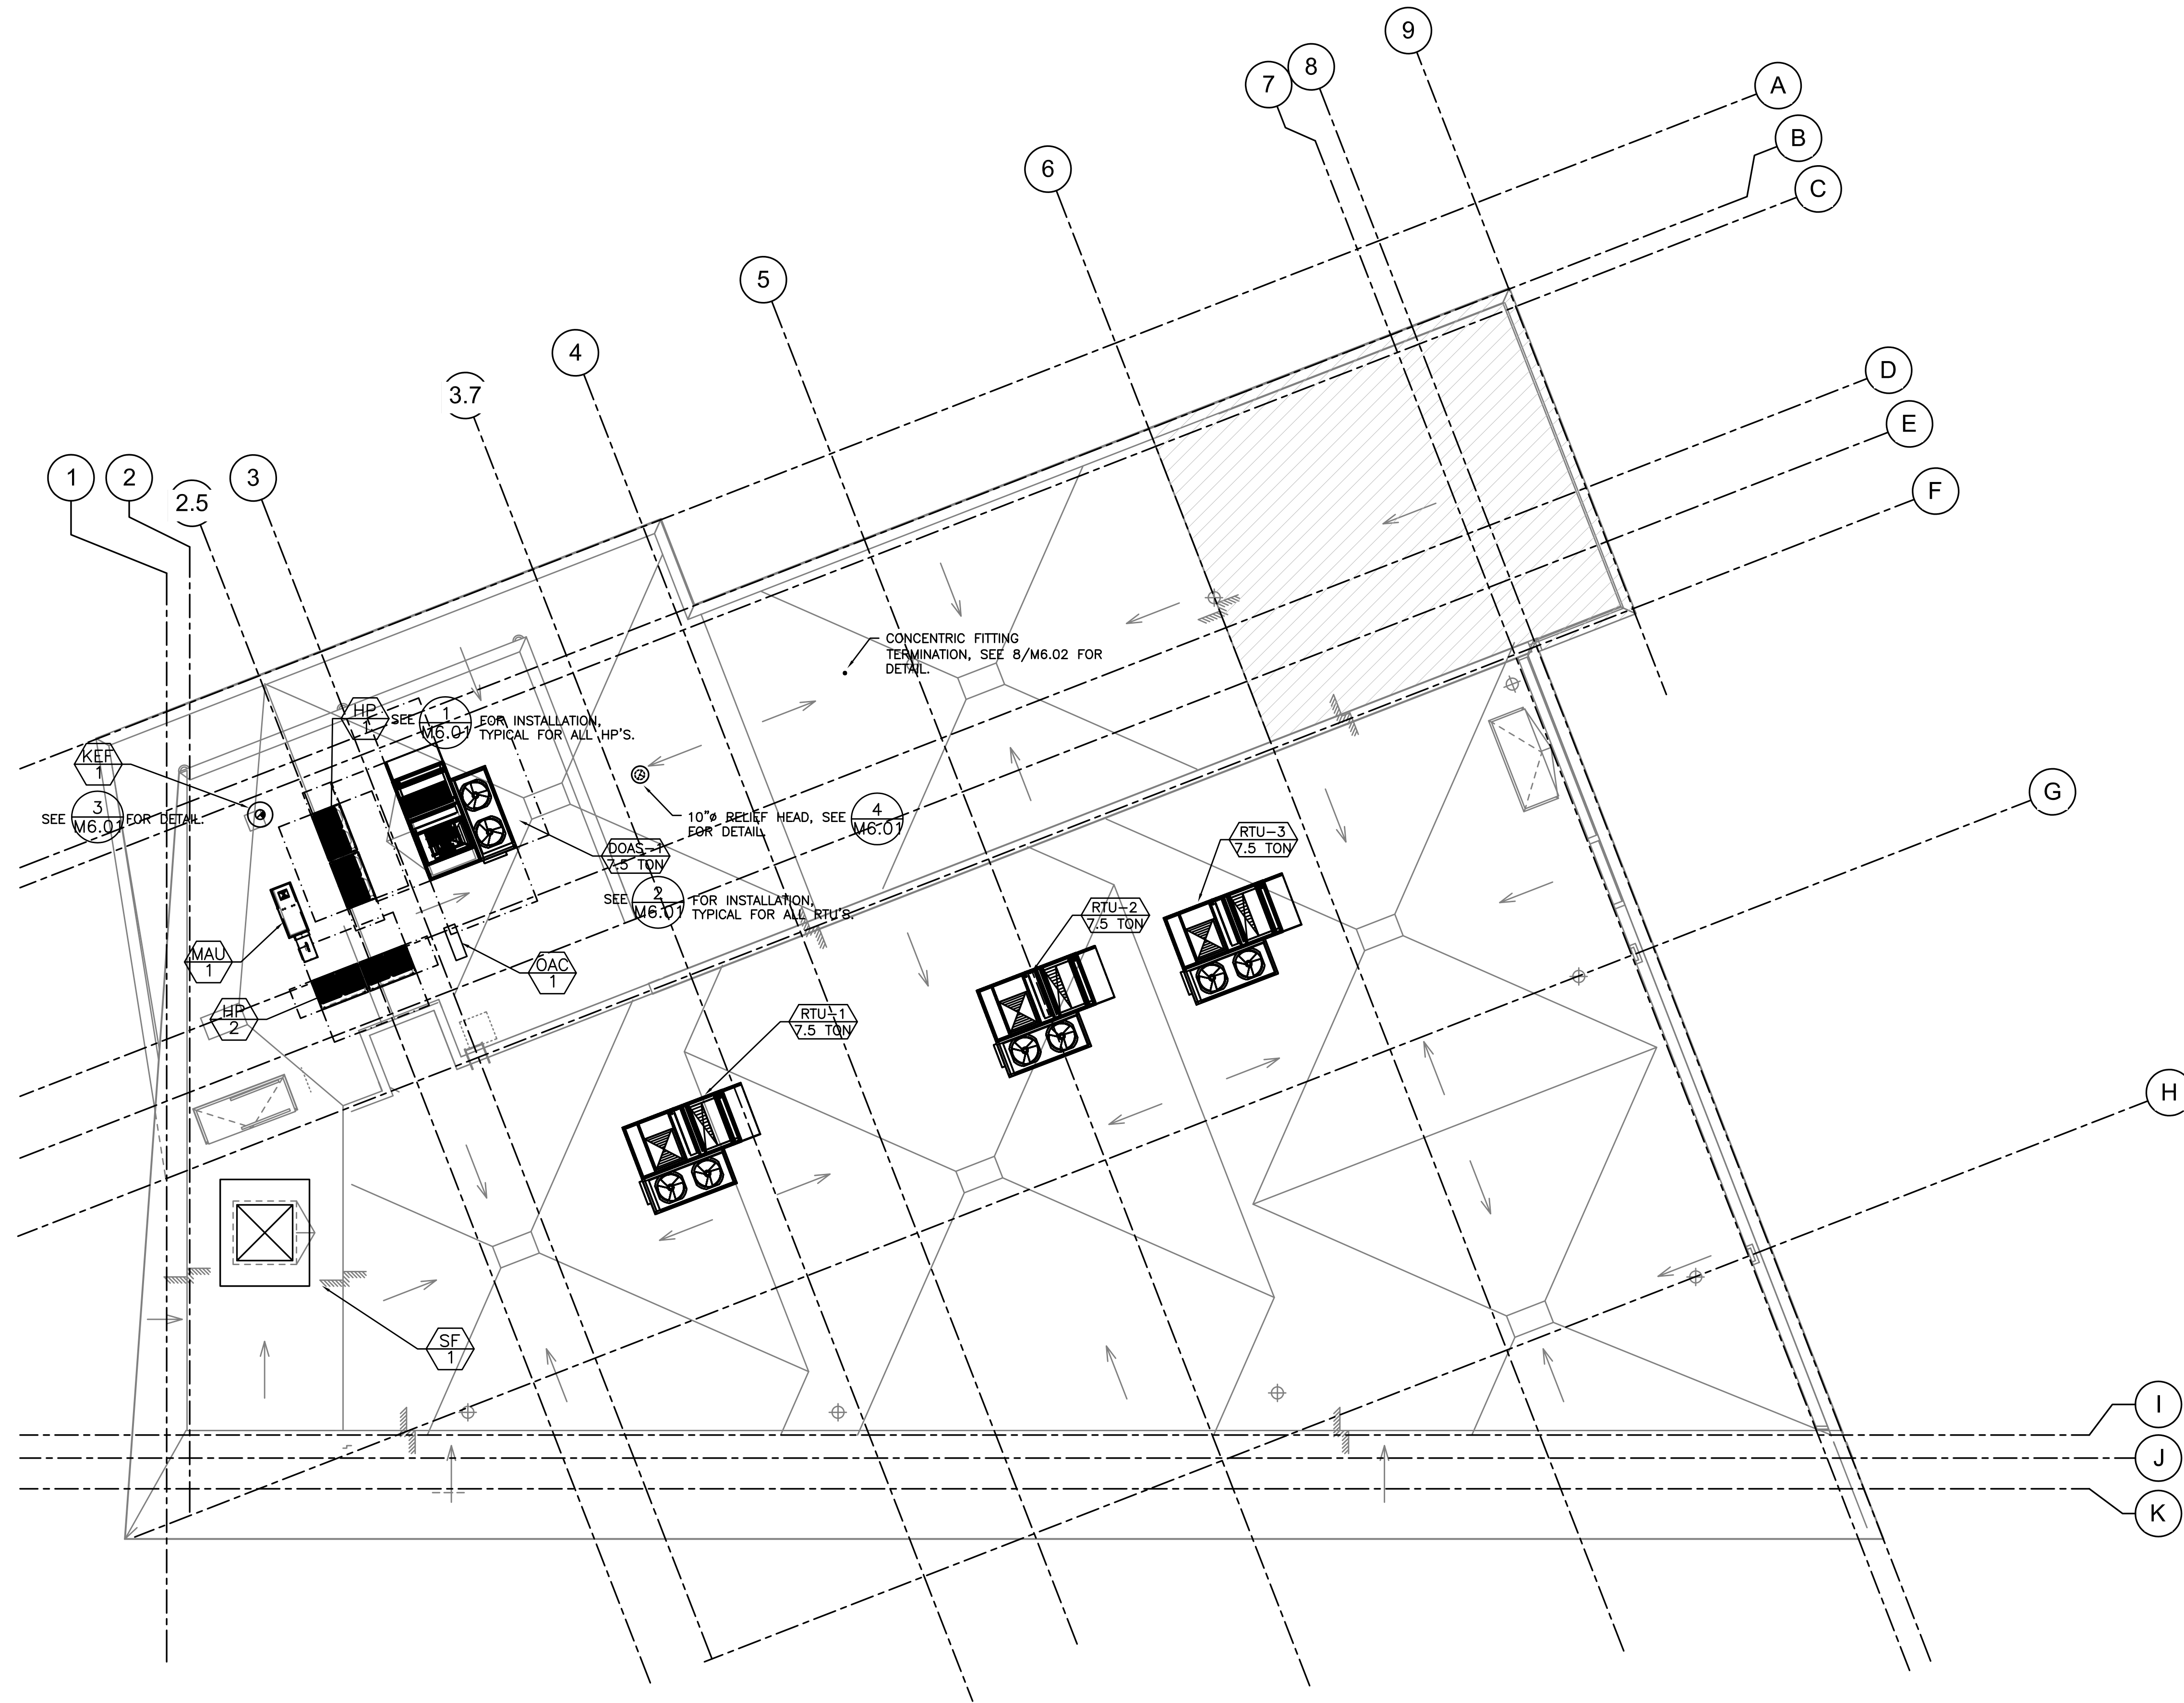 9
8
7
A
B
6
C
5
4
D
3.7
E
1
2
2.5
3
F
CONCENTRIC FITTING
TERMINATION, SEE 8/M6.02 FOR
DETAIL.
HP
SEE
1
M6.01
FOR INSTALLATION,
TYPICAL FOR ALL HP'S.
KEF
1
SEE
3
M6.01
FOR DETAIL.
10"ø RELIEF HEAD, SEE
FOR DETAIL.
4
M6.01
G
DOAS-1
7.5 TON
RTU-3
7.5 TON
SEE
2
M6.01
FOR INSTALLATION,
TYPICAL FOR ALL RTU'S.
RTU-2
7.5 TON
MAU
1
OAC
1
HP
2
RTU-1
7.5 TON
H
SF
1
I
J
K